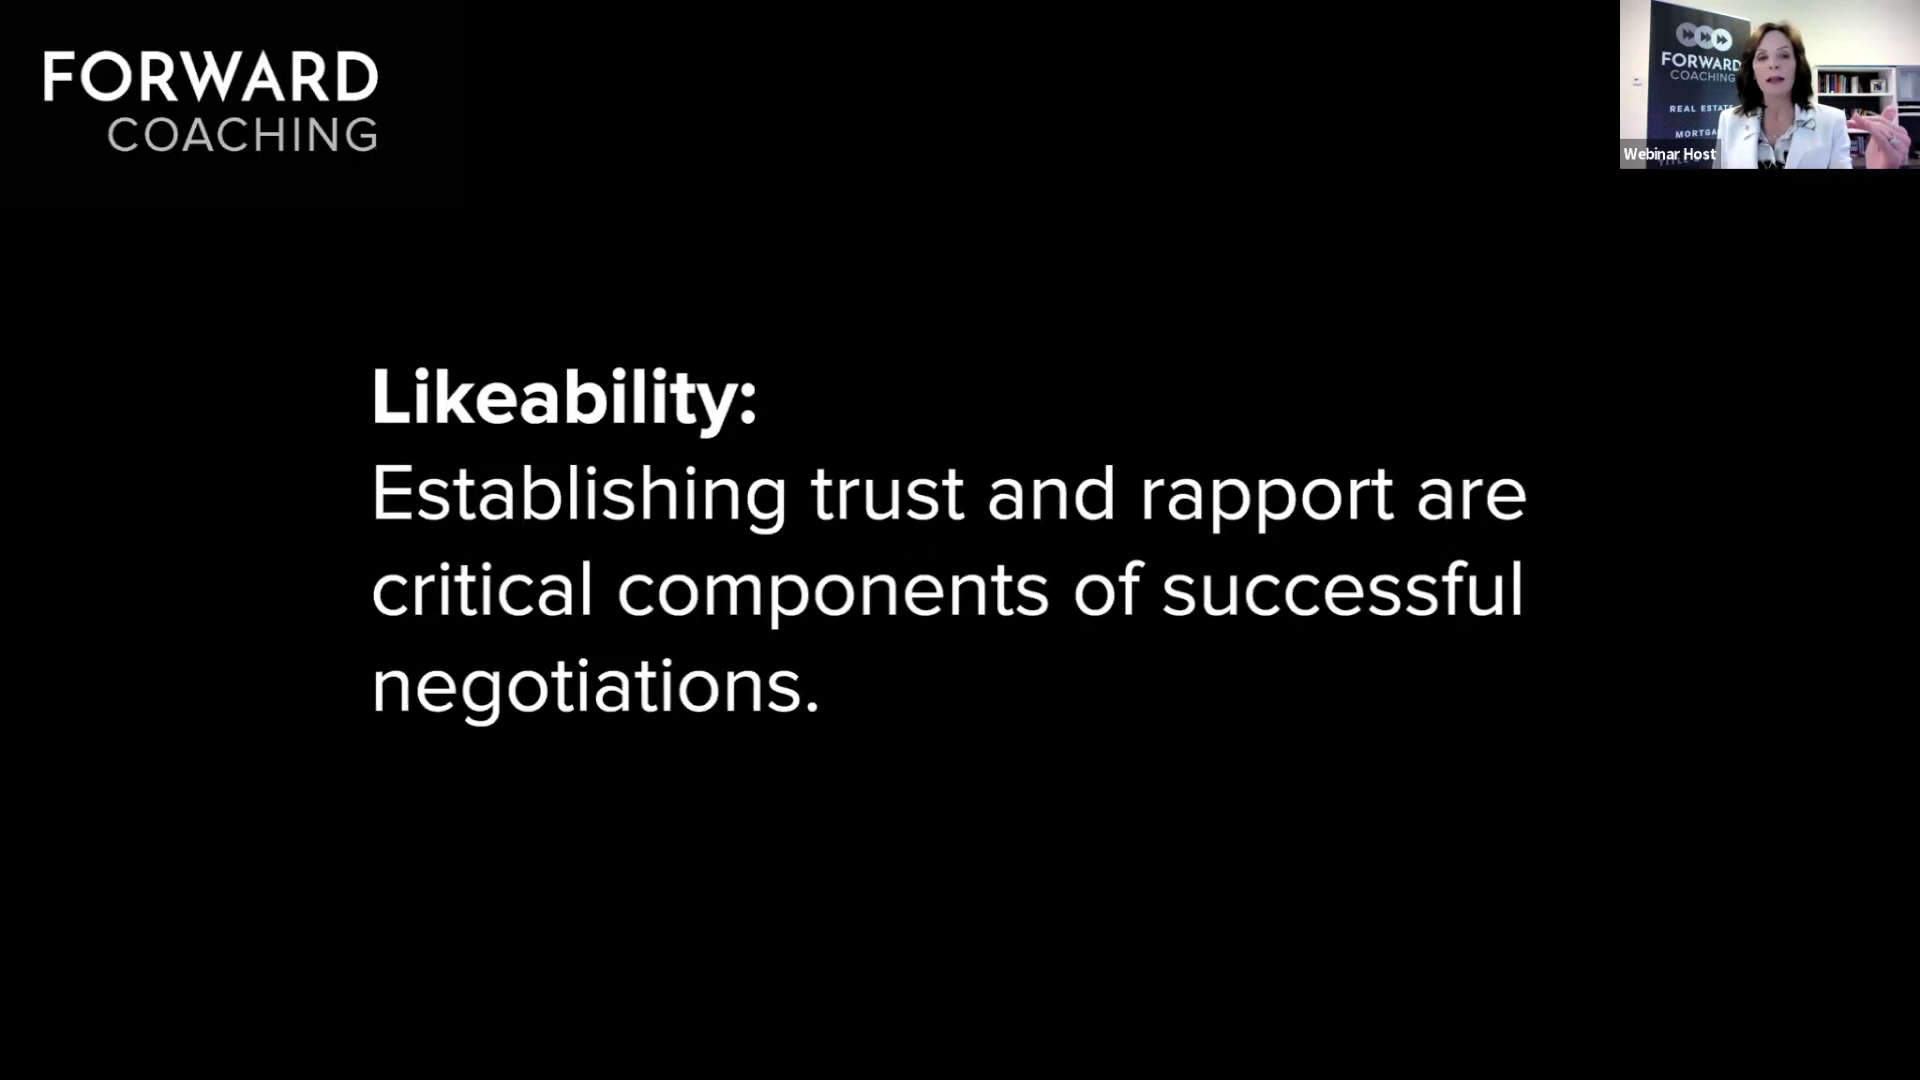 FORWARD
COACHING
FORWARD
COACHING
REAL ESTATE
Webinar Host
Likeability:
Establishing trust and rapport are
critical components of successful
negotiations.